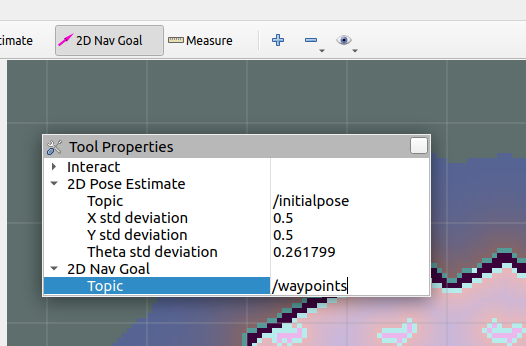 timate 2D Nav Goal Measure
Tool Properties
Interact
2D Pose Estimate
Topic /initialpose
X std deviation 0.5
Y std deviation 0.5
Theta std deviation 0.261799
2D Nav Goal
Topic /waypoints